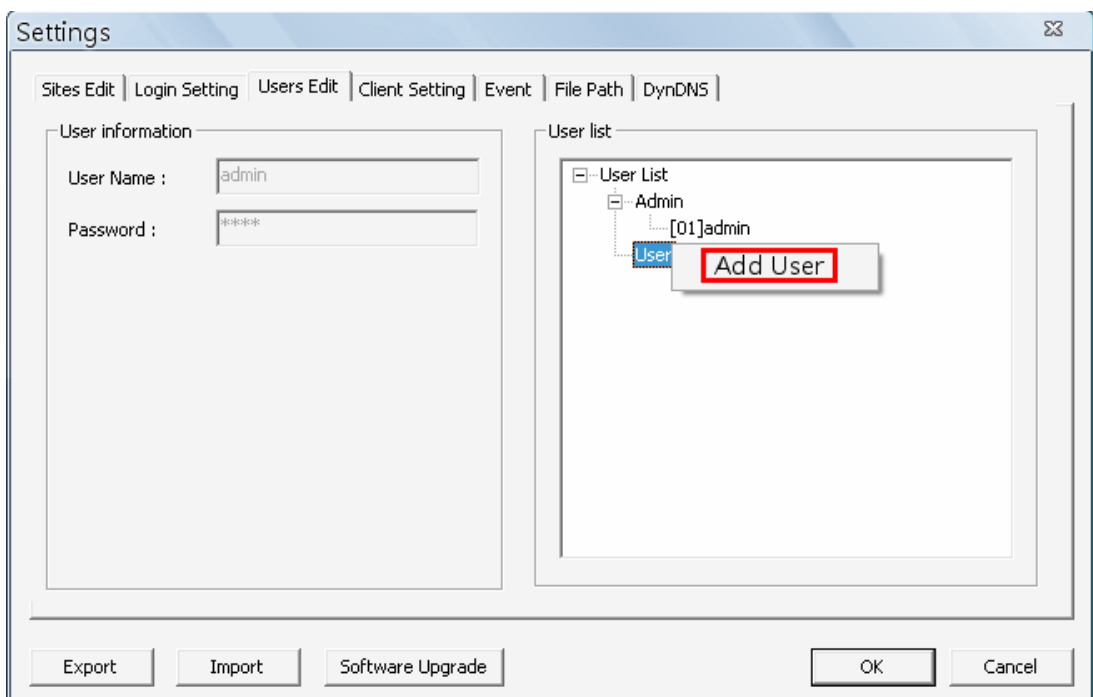 Settings
Sites Edit Login Setting Users Edit Client Setting Event File Path DynDNS
User information
User Name :
admin
Password :
****
User list
User List
Admin
[01]admin
User
Add User
Export Import Software Upgrade OK Cancel